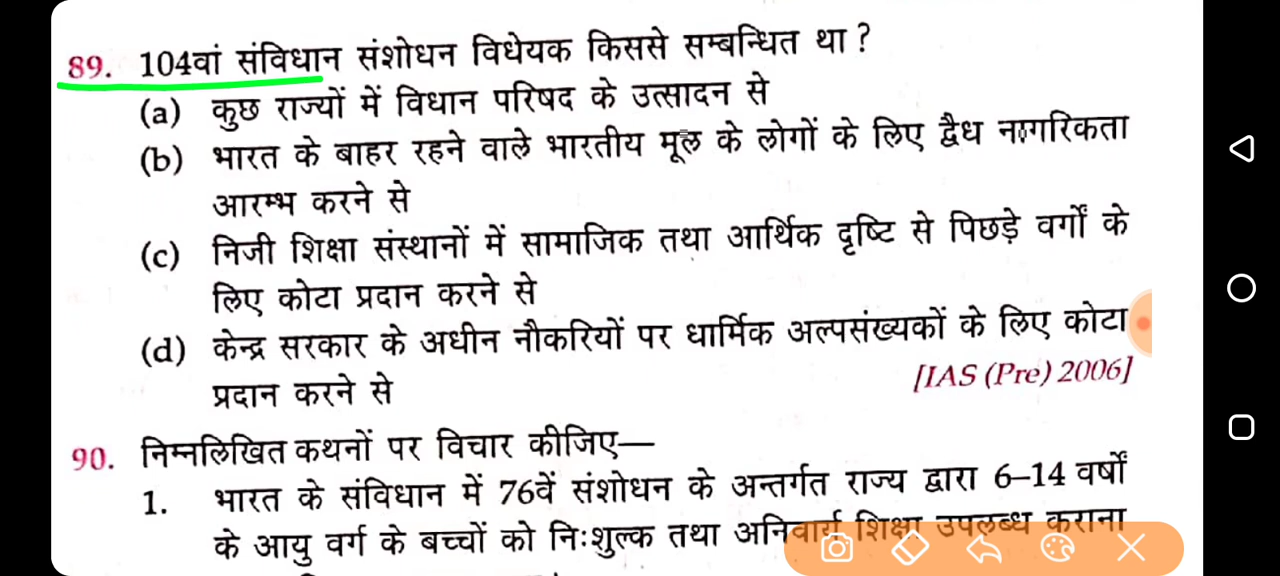 89. 104वां संविधान संशोधन विधेयक किससे सम्बन्धित था ?
(a) कुछ राज्यों में विधान परिषद के उत्सादन से
(b) भारत के बाहर रहने वाले भारतीय मूल के लोगों के लिए द्वैध नागरिकता
आरम्भ करने से
(c) निजी शिक्षा संस्थानों में सामाजिक तथा आर्थिक दृष्टि से पिछड़े वर्गों के
लिए कोटा प्रदान करने से
(d) केन्द्र सरकार के अधीन नौकरियों पर धार्मिक अल्पसंख्यकों के लिए कोटा
प्रदान करने से
[IAS (Pre) 2006]
90. निम्नलिखित कथनों पर विचार कीजिए—
1. भारत के संविधान में 76वें संशोधन के अन्तर्गत राज्य द्वारा 6–14 वर्षों
के आयु वर्ग के बच्चों को निःशुल्क तथा अनिवार्य शिक्षा उपलब्ध कराना